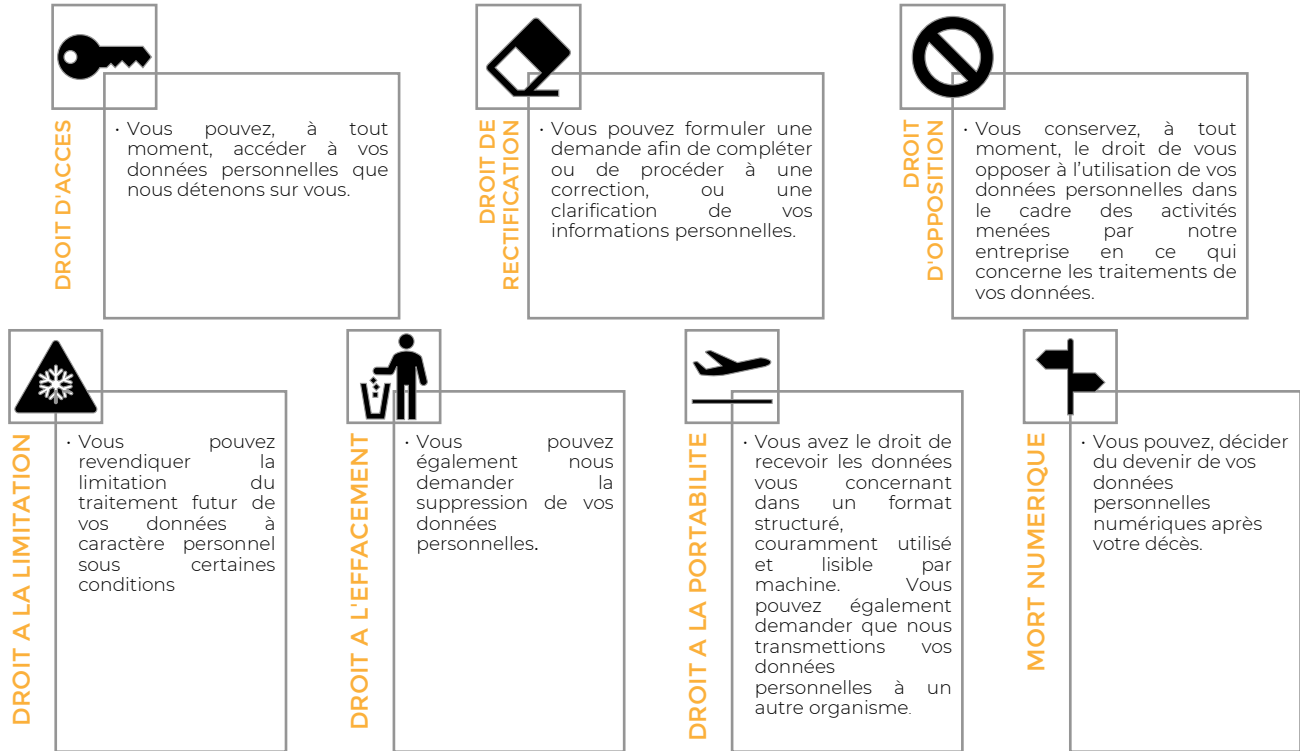 DROIT D'ACCES
· Vous pouvez, à tout
moment, accéder à vos
données personnelles que
nous détenons sur vous.
DROIT DE
RECTIFICATION
· Vous pouvez formuler une
demande afin de compléter
ou de procéder à une
correction, ou une
clarification de vos
informations personnelles.
DROIT
D'OPPOSITION
· Vous conservez, à tout
moment, le droit de vous
opposer à l’utilisation de vos
données personnelles dans
le cadre des activités
menées par notre
entreprise en ce qui
concerne les traitements de
vos données.
DROIT A LA LIMITATION
· Vous pouvez
revendiquer la
limitation du
traitement futur de
vos données à
caractère personnel
sous certaines
conditions
DROIT A L'EFFACEMENT
· Vous pouvez
également nous
demander la
suppression de vos
données
personnelles.
DROIT A LA PORTABILITE
· Vous avez le droit de
recevoir les données
vous concernant
dans un format
structuré,
couramment utilisé
et lisible par
machine. Vous
pouvez également
demander que nous
transmettions vos
données
personnelles à un
autre organisme.
MORT NUMERIQUE
· Vous pouvez, décider
du devenir de vos
données
personnelles
numériques après
votre décès.